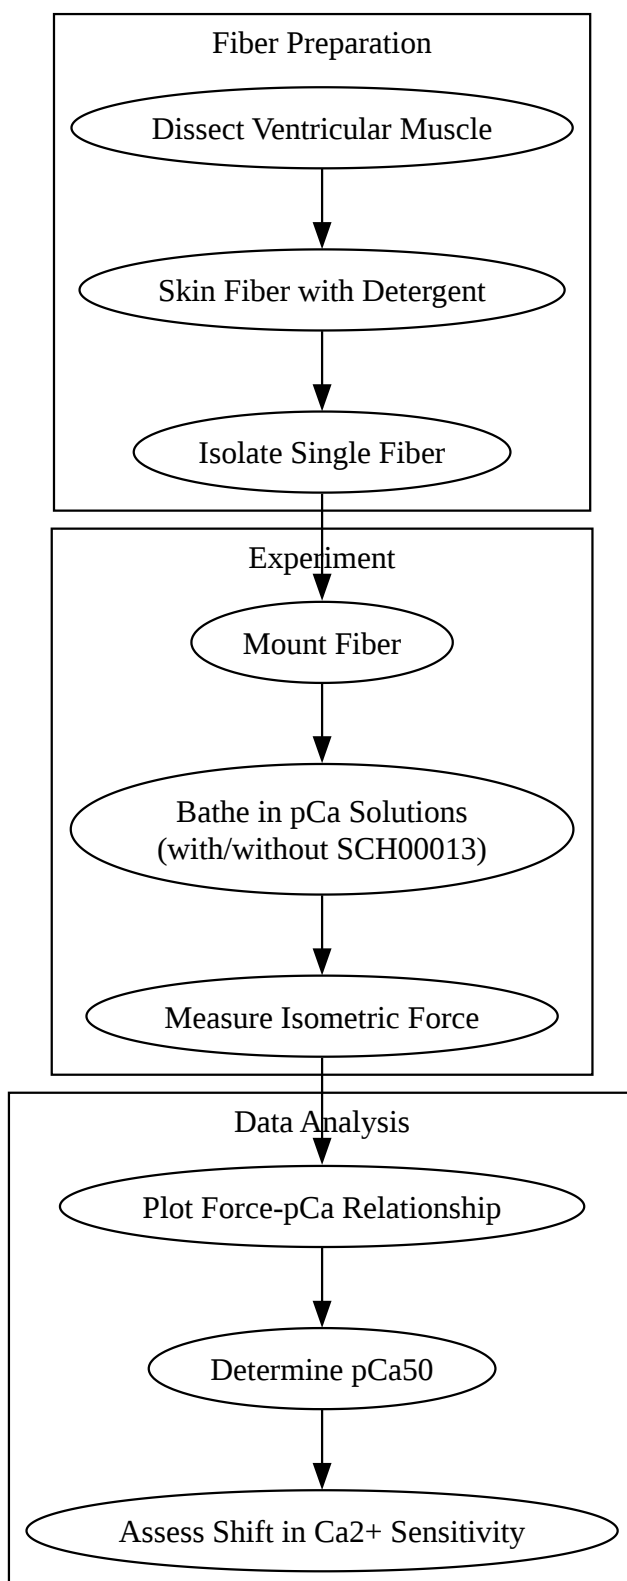 Fiber Preparation
Dissect Ventricular Muscle
Skin Fiber with Detergent
Isolate Single Fiber
Experiment
Mount Fiber
Bathe in pCa Solutions
(with/without SCH00013)
Measure Isometric Force
Data Analysis
Plot Force-pCa Relationship
Determine pCa50
Assess Shift in Ca2+ Sensitivity